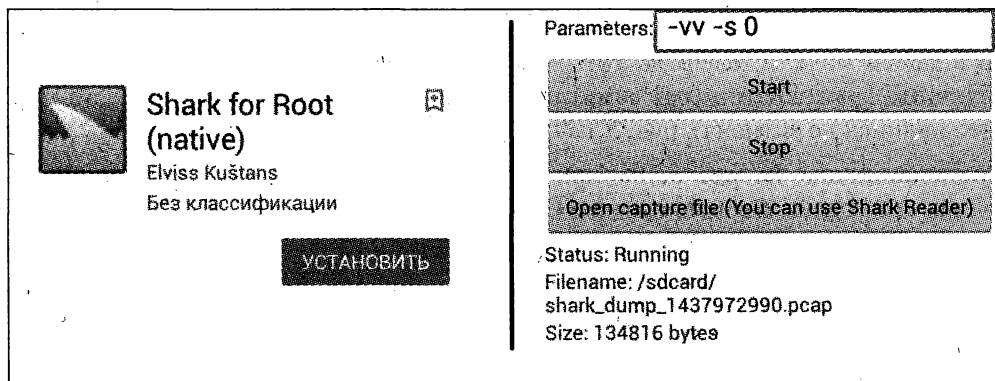 Shark for Root
(native)
Elviss Kuštans
Без классификации
УСТАНОВИТЬ
Parameters: -vv -s 0
Start
Stop
Open capture file (You can use Shark Reader)
Status: Running
Filename: /sdcard/
shark_dump_1437972990.pcap
Size: 134816 bytes